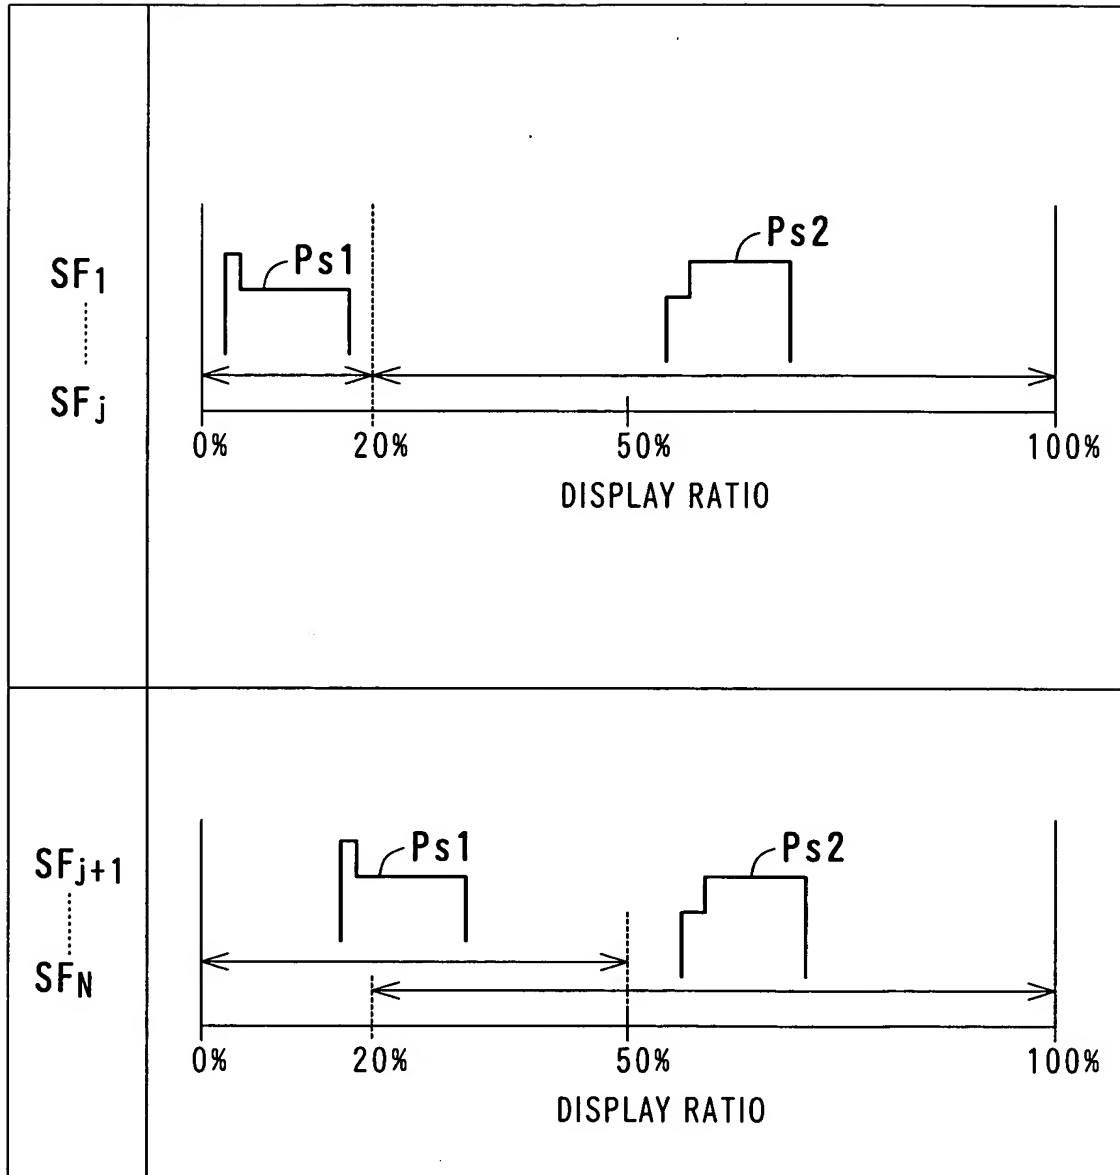 SF1
SFj
Ps1
Ps2
0%
20%
50%
100%
DISPLAY RATIO
SFj+1
SFN
Ps1
Ps2
0%
20%
50%
100%
DISPLAY RATIO